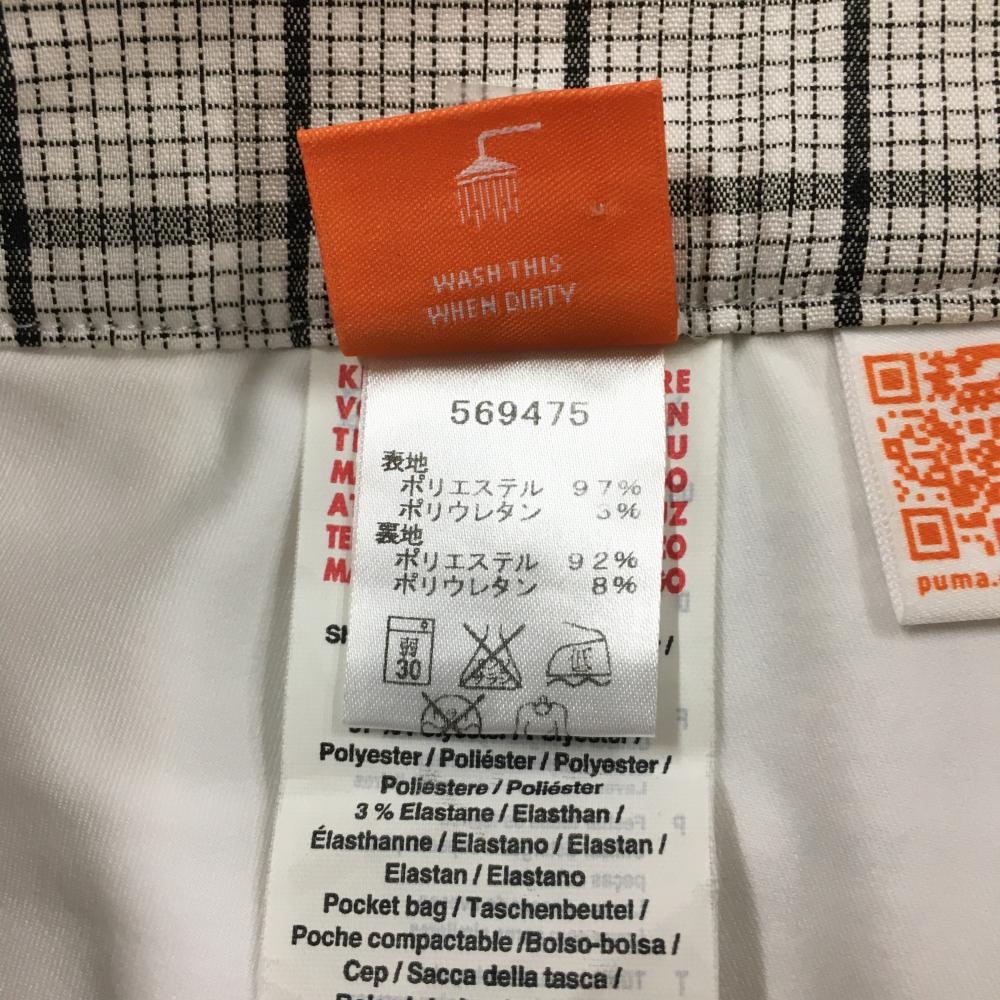 WASH THIS
WHEN DIRTY
569475
表地
ポリエステル 97%
ポリウレタン 3%
裏地
ポリエステル 92%
ポリウレタン 8%
弱
30
低
puma.
Polyester / Poliéster / Polyester /
Poliéstere / Poliéster
3 % Elastane / Elasthan /
Élasthanne / Elastano / Elastan /
Elastan / Elastano
Pocket bag / Taschenbeutel /
Poche compactable /Bolso-bolsa /
Cep / Sacca della tasca /